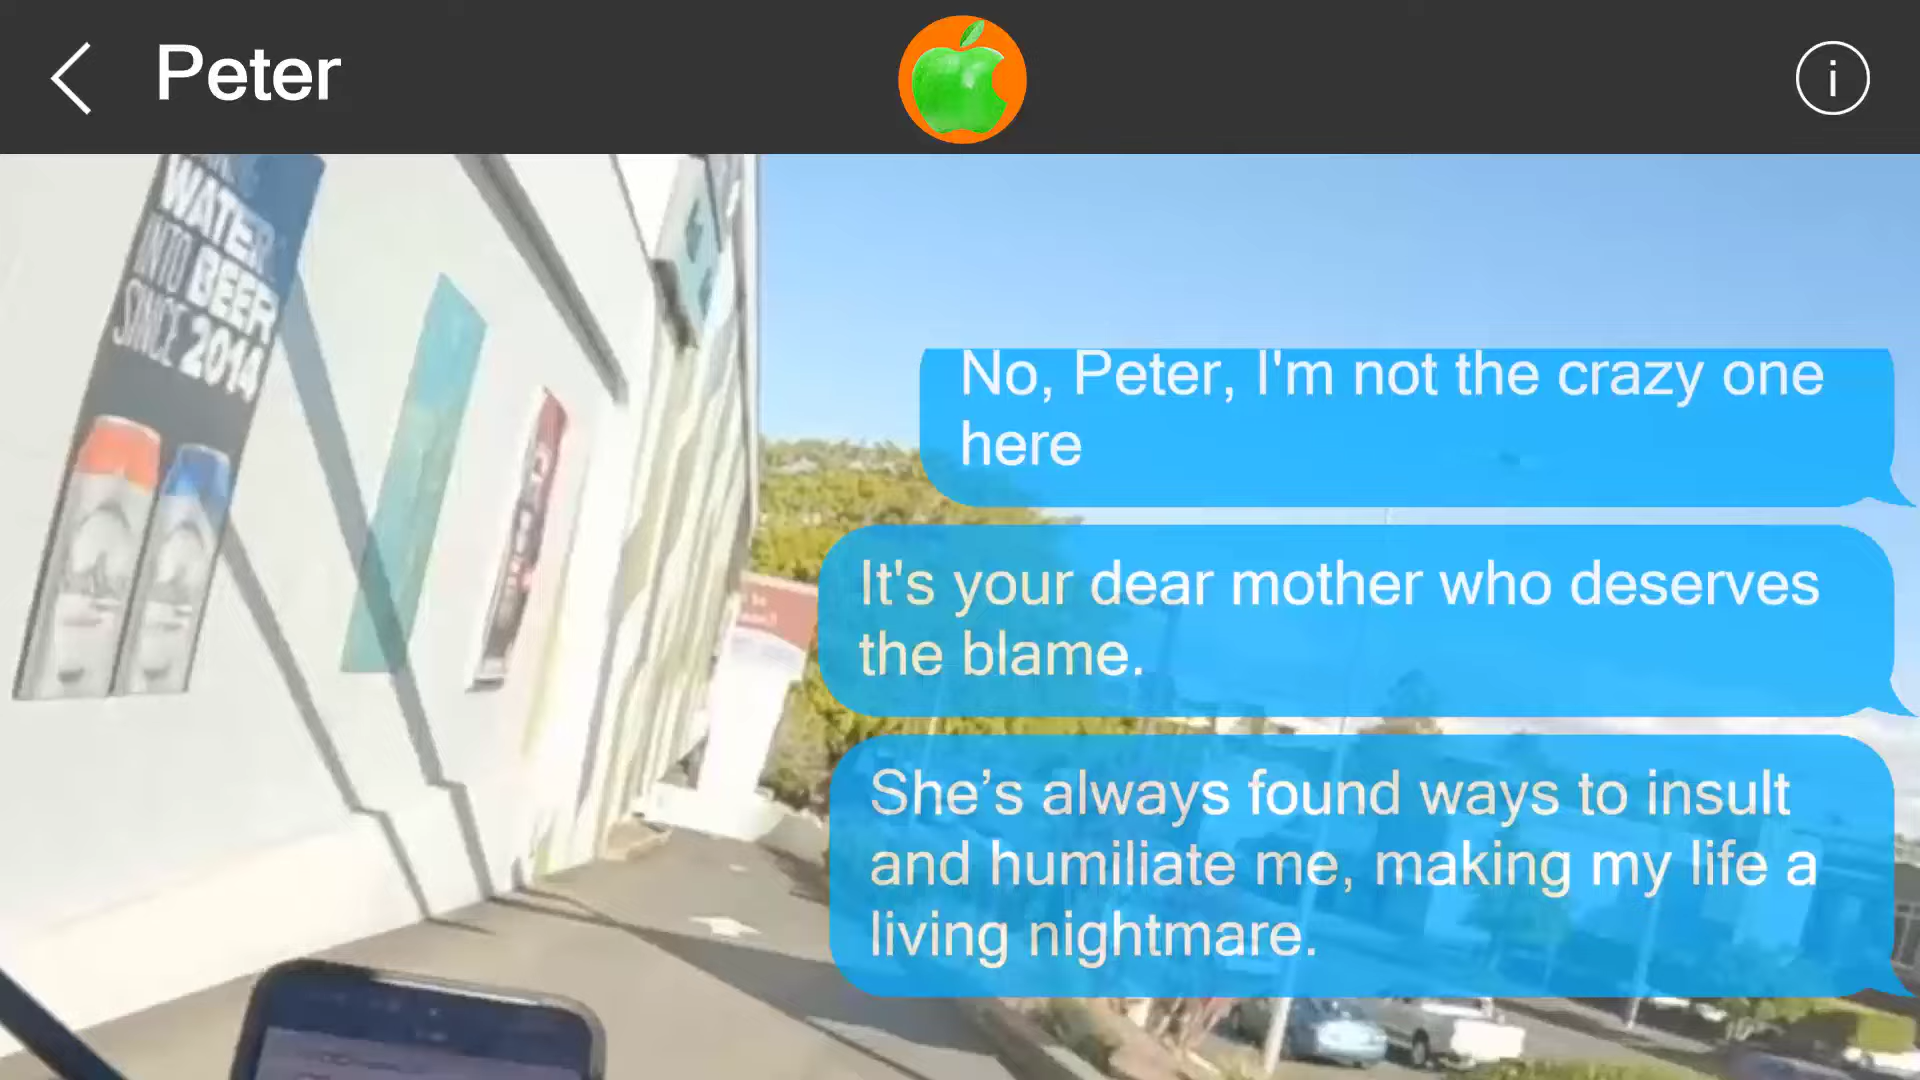 Peter
i
WATER
INTO BEER
SINCE 2014
No, Peter, I'm not the crazy one
here
It's your dear mother who deserves
the blame.
She’s always found ways to insult
and humiliate me, making my life a
living nightmare.